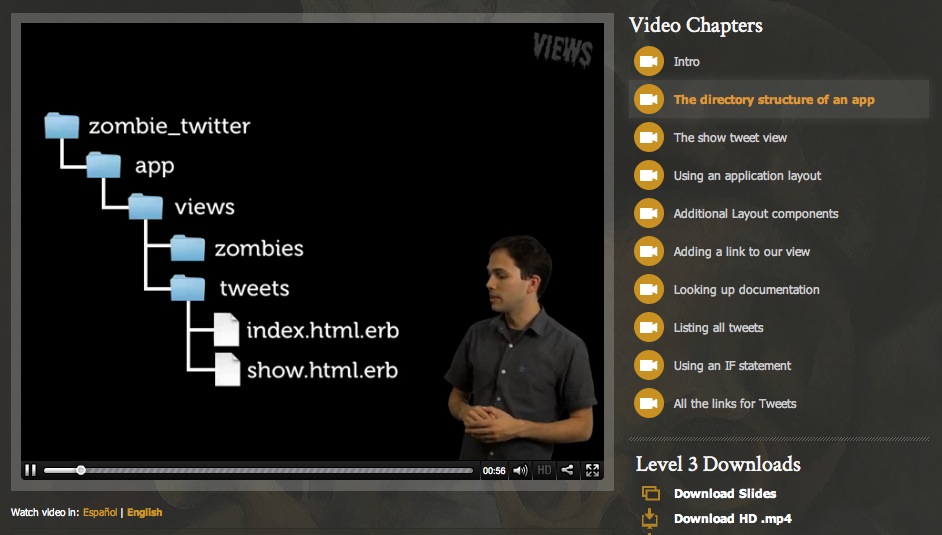 VIEWS
zombie_twitter
app
views
zombies
tweets
index.html.erb
show.html.erb
00:56
HD
Watch video in: Español | English
Video Chapters
Intro
The directory structure of an app
The show tweet view
Using an application layout
Additional Layout components
Adding a link to our view
Looking up documentation
Listing all tweets
Using an IF statement
All the links for Tweets
Level 3 Downloads
Download Slides
Download HD .mp4